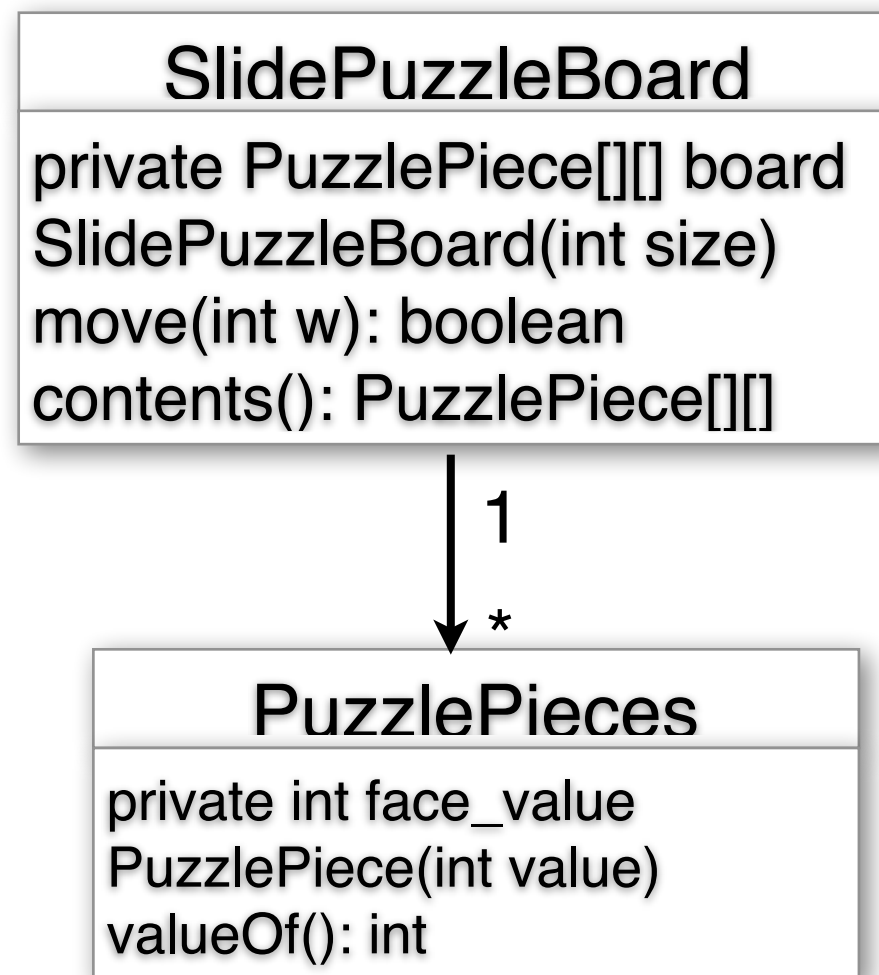 SlidePuzzleBoard
private PuzzlePiece[][] board
SlidePuzzleBoard(int size)
move(int w): boolean
contents(): PuzzlePiece[][]
1
*
PuzzlePieces
private int face_value
PuzzlePiece(int value)
valueOf(): int